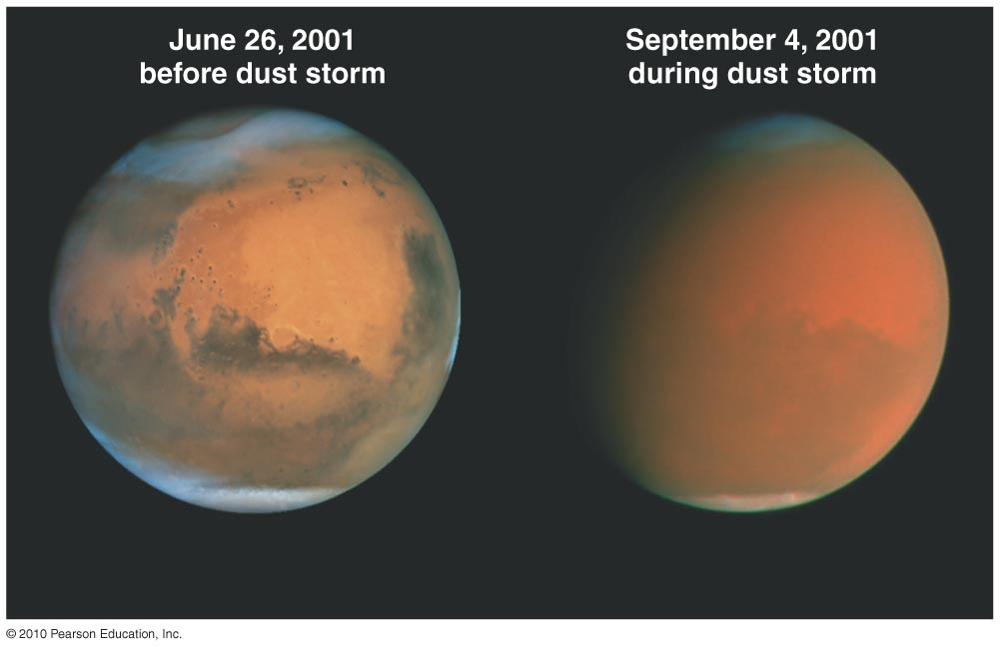 June 26, 2001
before dust storm
September 4, 2001
during dust storm
© 2010 Pearson Education, Inc.